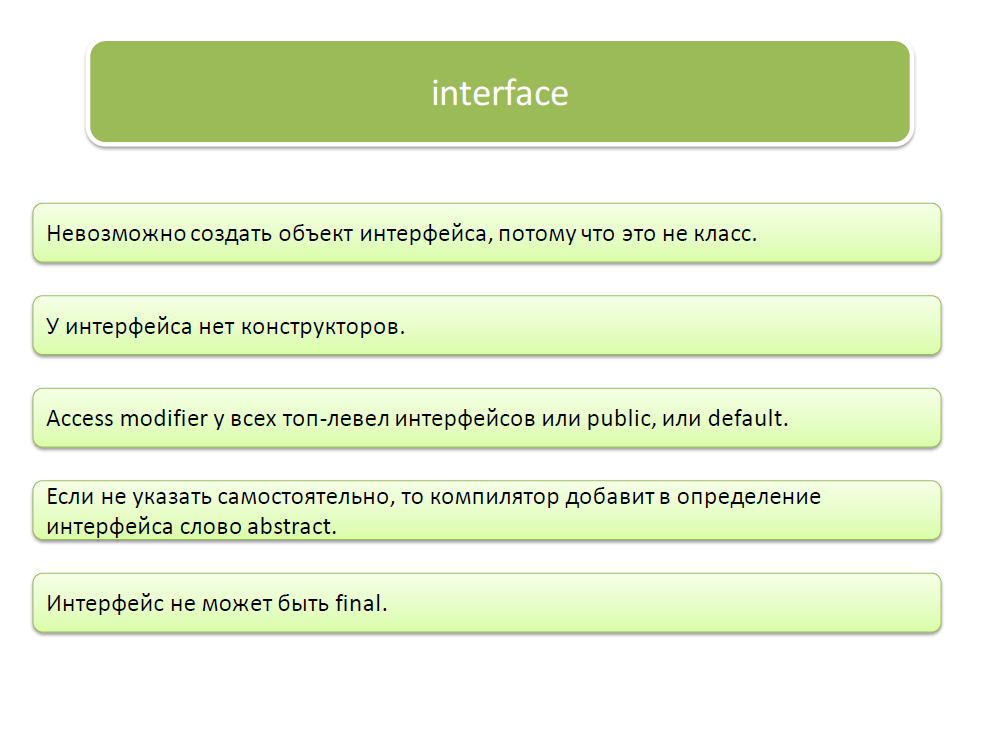 interface
Невозможно создать объект интерфейса, потому что это не класс.
У интерфейса нет конструкторов.
Access modifier у всех топ-левел интерфейсов или public, или default.
Если не указать самостоятельно, то компилятор добавит в определение
интерфейса слово abstract.
Интерфейс не может быть final.